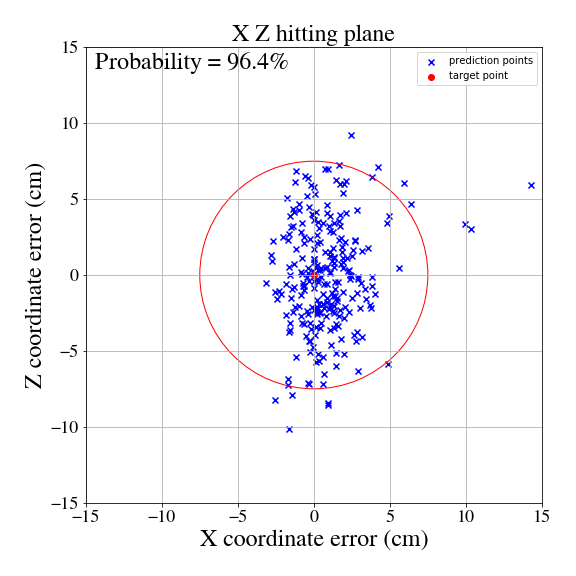 X Z hitting plane
Probability = 96.4%
prediction points
target point
15
10
5
0
−5
−10
−15
Z coordinate error (cm)
−15
−10
−5
0
5
10
15
X coordinate error (cm)